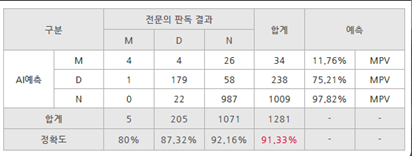 구분 전문의 판독 결과 합계 예측
M D N
AI예측 M 4 4 26 34 11,76% MPV
D 1 179 58 238 75,21% MPV
N 0 22 987 1009 97,82% MPV
합계 5 205 1071 1281 - -
정확도 80% 87,32% 92,16% 91,33% - -